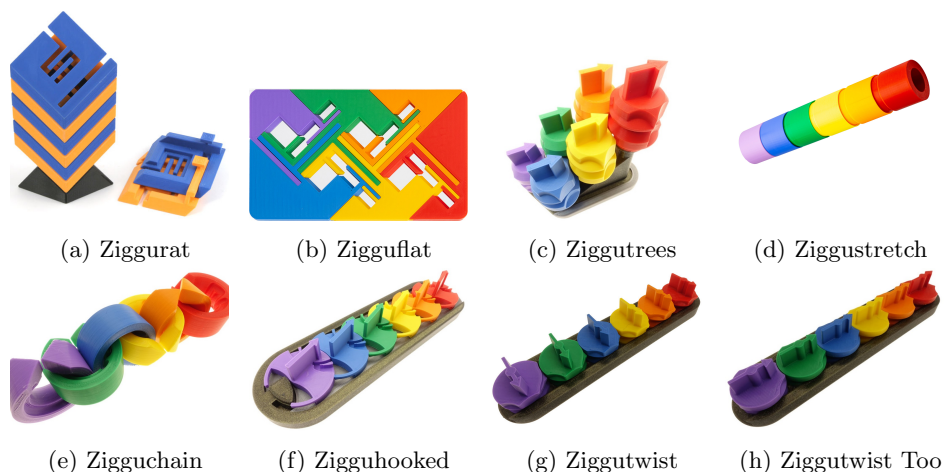 (a) Ziggurat
(b) Zigguflat
(c) Ziggutrees
(d) Ziggustretch
(e) Zigguchain
(f) Zigguhooked
(g) Ziggutwist
(h) Ziggutwist Too